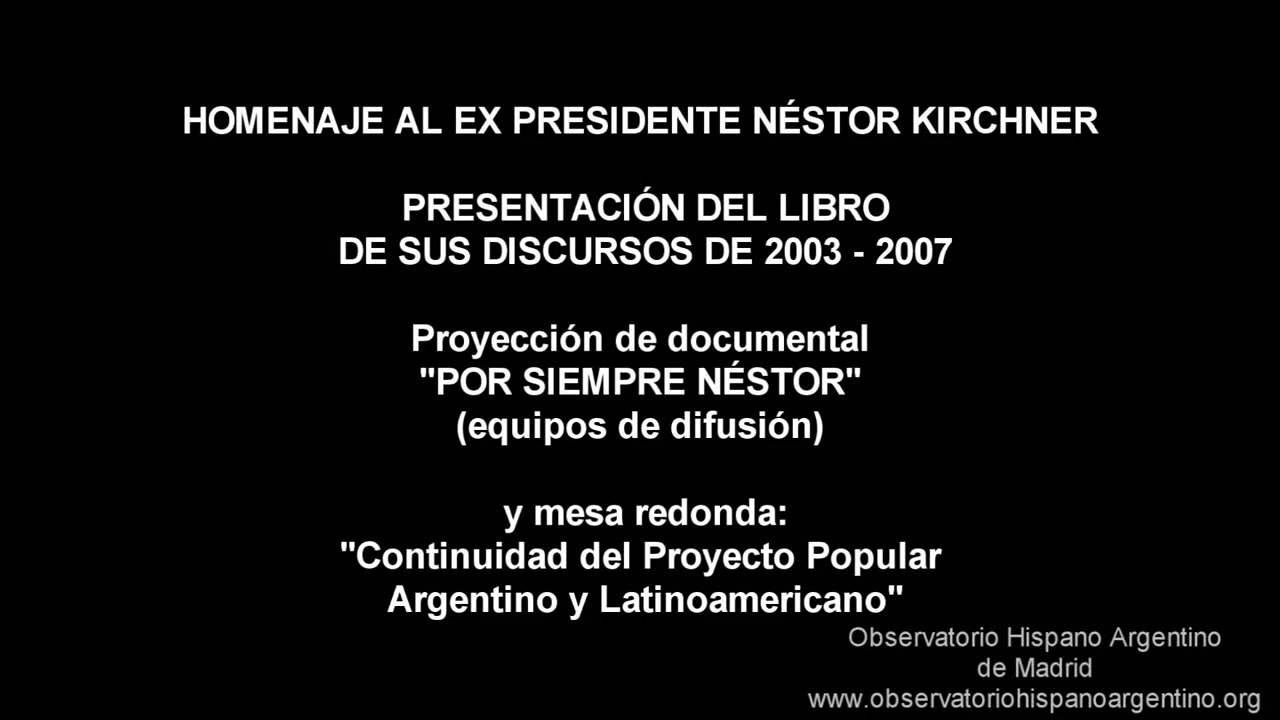 HOMENAJE AL EX PRESIDENTE NÉSTOR KIRCHNER
PRESENTACIÓN DEL LIBRO
DE SUS DISCURSOS DE 2003 - 2007
Proyección de documental
"POR SIEMPRE NÉSTOR"
(equipos de difusión)
y mesa redonda:
"Continuidad del Proyecto Popular
Argentino y Latinoamericano"
Observatorio Hispano Argentino
de Madrid
www.observatoriohispanoargentino.org